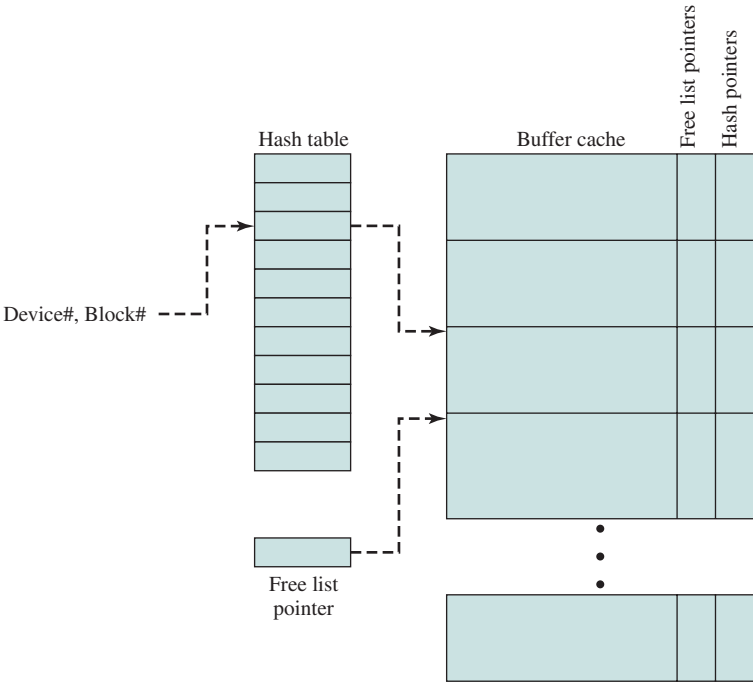 Free list pointers
Hash pointers
Hash table
Buffer cache
Device#, Block#
Free list
pointer